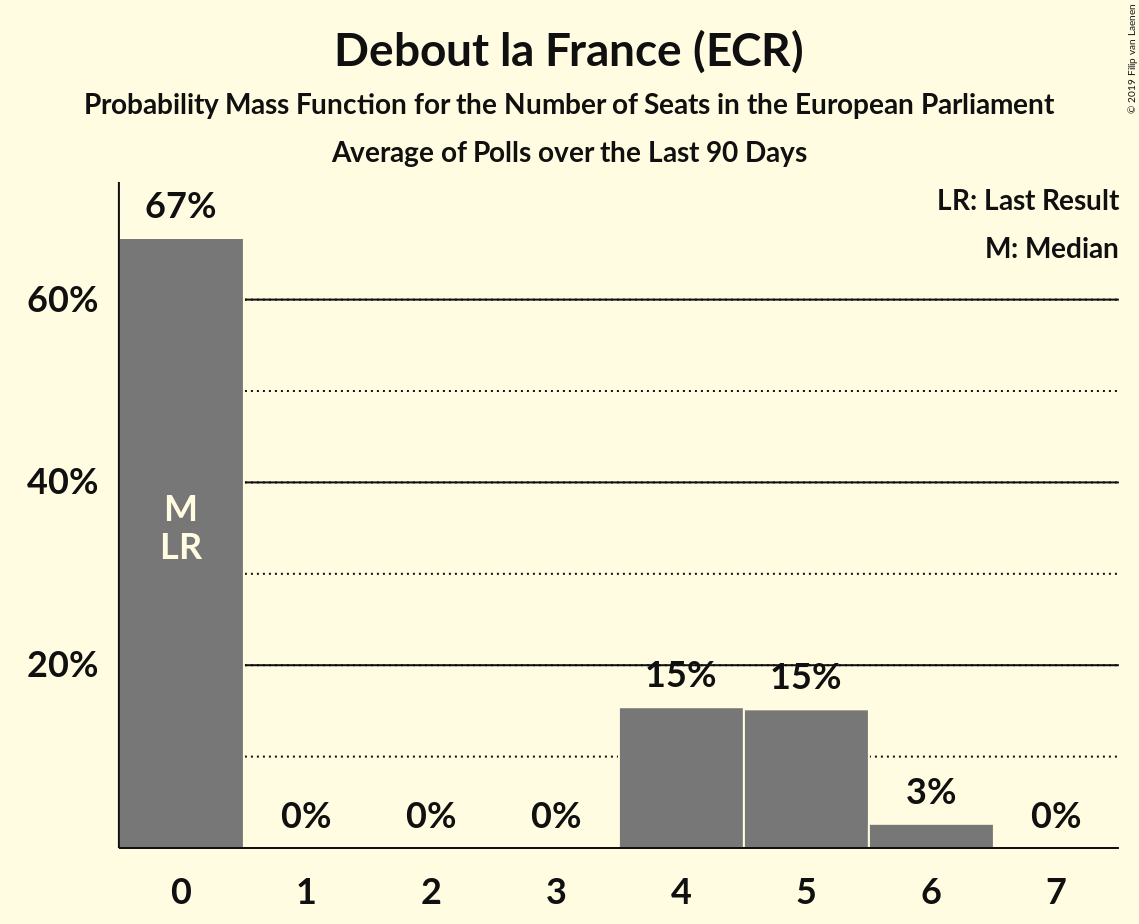 Debout la France (ECR)
Probability Mass Function for the Number of Seats in the European Parliament
Average of Polls over the Last 90 Days
© 2019 Filip van Laenen
LR: Last Result
M: Median
67%
60%
40%
20%
M
LR
0%
0%
0%
15%
15%
3%
0%
0
1
2
3
4
5
6
7